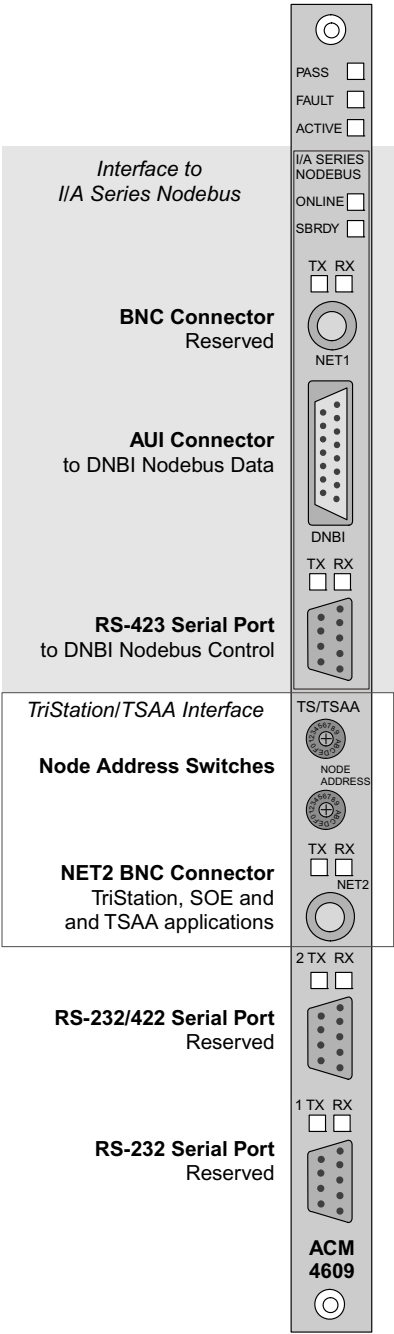 PASS
FAULT
ACTIVE
Interface to
I/A Series Nodebus
I/A SERIES
NODEBUS
ONLINE
SBRDY
TX RX
BNC Connector
Reserved
NET1
AUI Connector
to DNBI Nodebus Data
DNBI
TX RX
RS-423 Serial Port
to DNBI Nodebus Control
TriStation/TSAA Interface
TS/TSAA
Node Address Switches
NODE
ADDRESS
TX RX
NET2 BNC Connector
NET2
TriStation, SOE and
and TSAA applications
2 TX RX
RS-232/422 Serial Port
Reserved
1 TX RX
RS-232 Serial Port
Reserved
ACM
4609